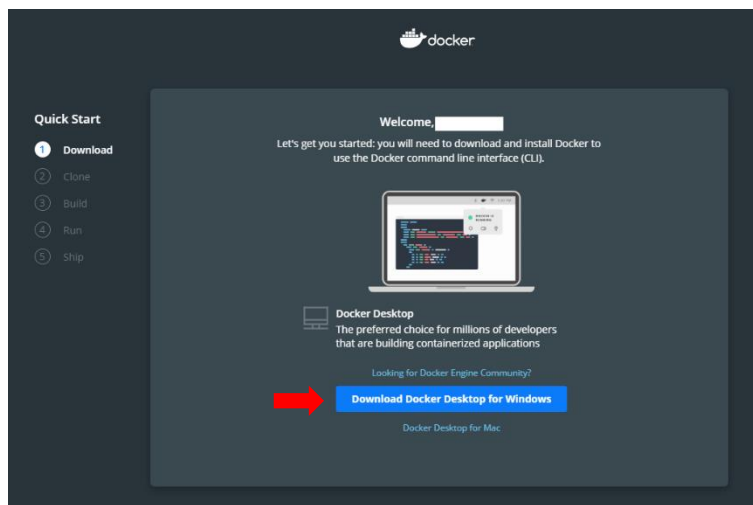 docker
Quick Start
1 Download
2 Clone
3 Build
4 Run
5 Ship
Welcome,
Let's get you started: you will need to download and install Docker to
use the Docker command line interface (CLI).
Docker Desktop
The preferred choice for millions of developers
that are building containerized applications
Looking for Docker Engine Community?
Download Docker Desktop for Windows
Docker Desktop for Mac